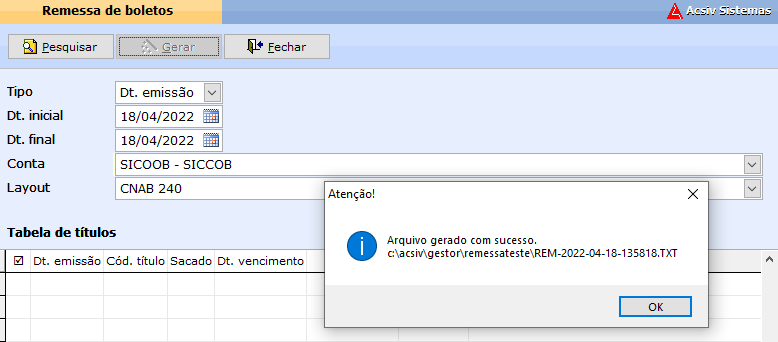 Remessa de boletos
Acsiv Sistemas
Pesquisar Gerar Fechar
Tipo Dt. emissão
Dt. inicial 18/04/2022
Dt. final 18/04/2022
Conta SICOOB - SICCOB
Layout CNAB 240
Atenção!
Arquivo gerado com sucesso.
c:\acsiv\gestor\remessateste\REM-2022-04-18-135818.TXT
OK
Tabela de títulos
Dt. emissão Cód. título Sacado Dt. vencimento